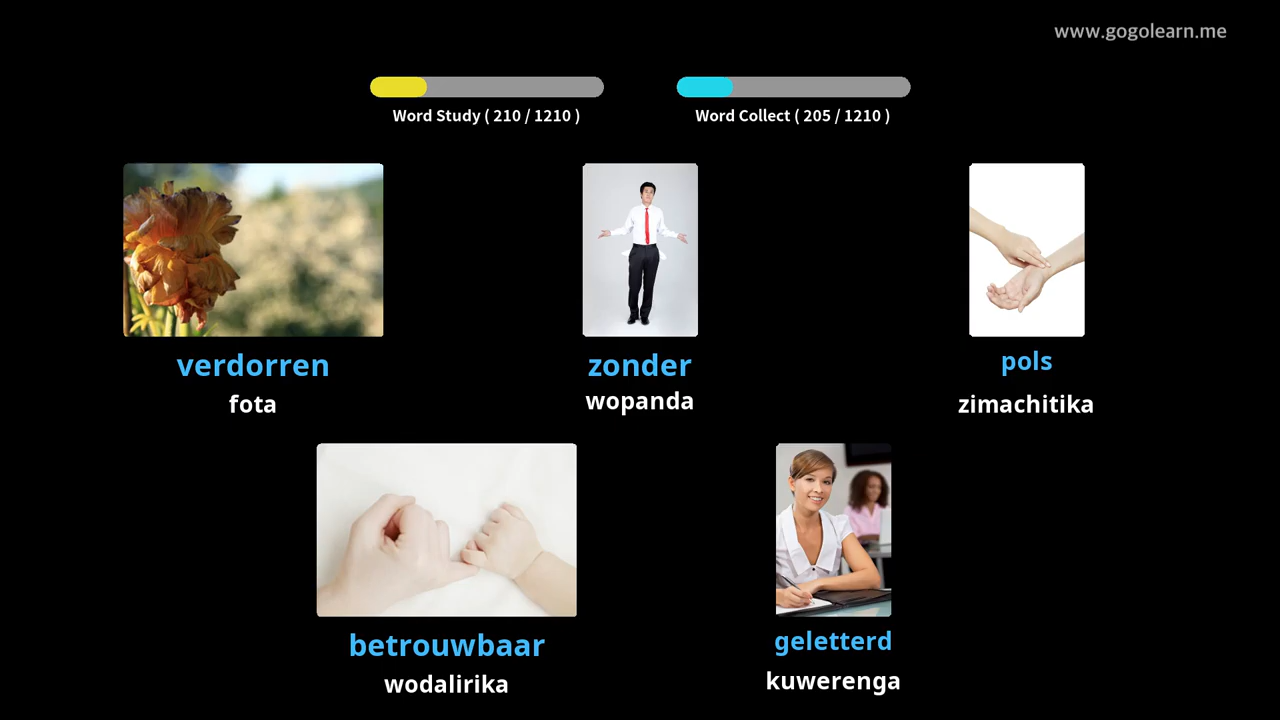 www.gogolearn.me
Word Study ( 210 / 1210 )
Word Collect ( 205 / 1210 )
verdorren
fota
zonder
wopanda
pols
zimachitika
betrouwbaar
wodalirika
geletterd
kuwerenga